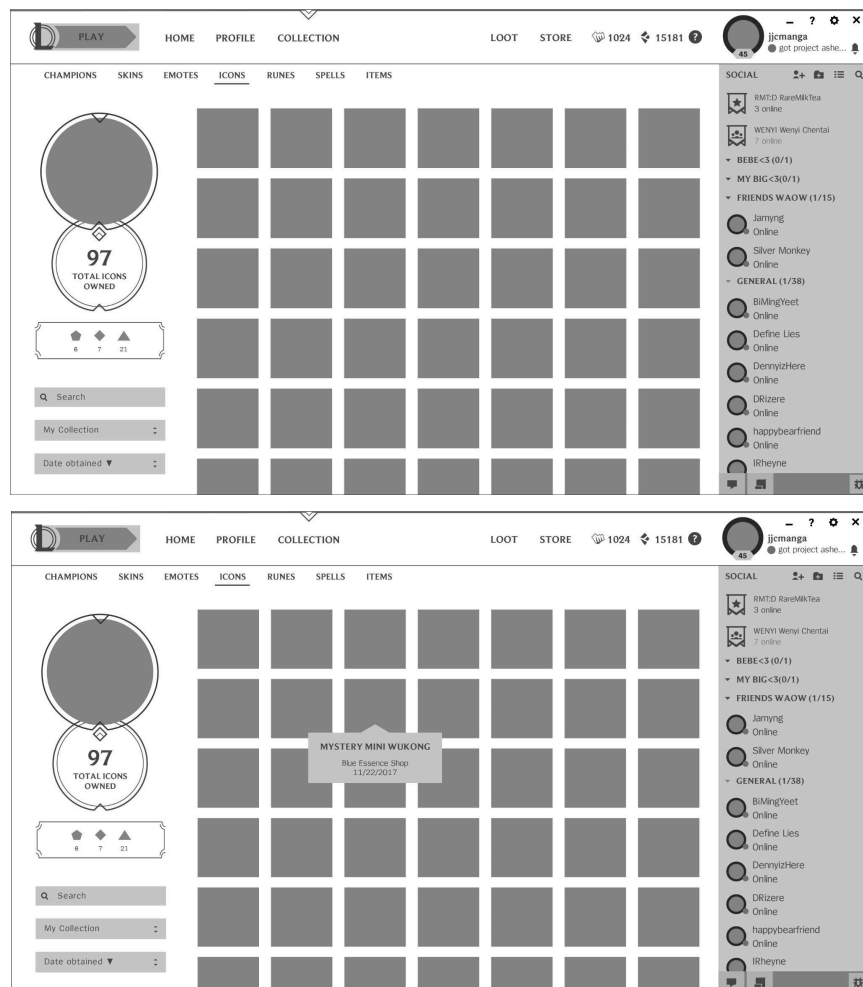 PLAY
HOME PROFILE COLLECTION LOOT STORE 1024 15181 ?
_ ? X
45
jjcmanga
got project ashe...
CHAMPIONS SKINS EMOTES ICONS RUNES SPELLS ITEMS
97
TOTAL ICONS
OWNED
6 7 21
Search
My Collection
Date obtained ▼
SOCIAL
RMT:D RareMilkTea
3 online
WENYI Wenyi Chentai
7 online
BEBE<3 (0/1)
MY BIG<3(0/1)
FRIENDS WAOW (1/15)
Jamyng
Online
Silver Monkey
Online
GENERAL (1/38)
BiMingYeet
Online
Define Lies
Online
DennyizHere
Online
DRizere
Online
happybearfriend
Online
IRheyne
PLAY
HOME PROFILE COLLECTION LOOT STORE 1024 15181 ?
_ ? X
45
jjcmanga
got project ashe...
CHAMPIONS SKINS EMOTES ICONS RUNES SPELLS ITEMS
97
TOTAL ICONS
OWNED
6 7 21
Search
My Collection
Date obtained ▼
MYSTERY MINI WUKONG
Blue Essence Shop
11/22/2017
SOCIAL
RMT:D RareMilkTea
3 online
WENYI Wenyi Chentai
7 online
BEBE<3 (0/1)
MY BIG<3(0/1)
FRIENDS WAOW (1/15)
Jamyng
Online
Silver Monkey
Online
GENERAL (1/38)
BiMingYeet
Online
Define Lies
Online
DennyizHere
Online
DRizere
Online
happybearfriend
Online
IRheyne